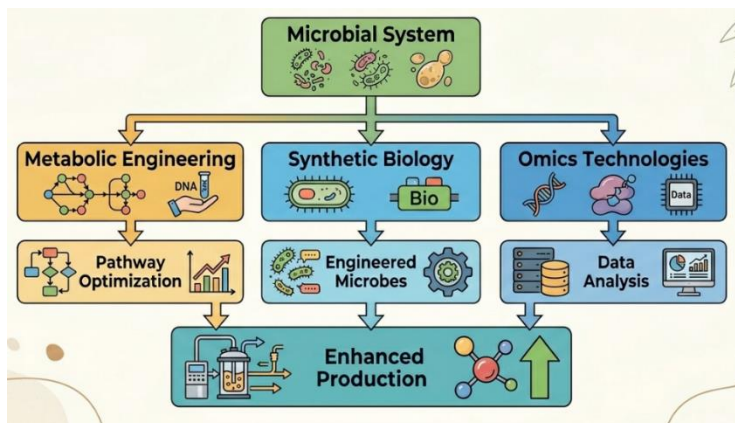 Microbial System
Metabolic Engineering
DNA
Synthetic Biology
Bio
Omics Technologies
Data
Pathway
Optimization
Engineered
Microbes
Data
Analysis
Enhanced
Production